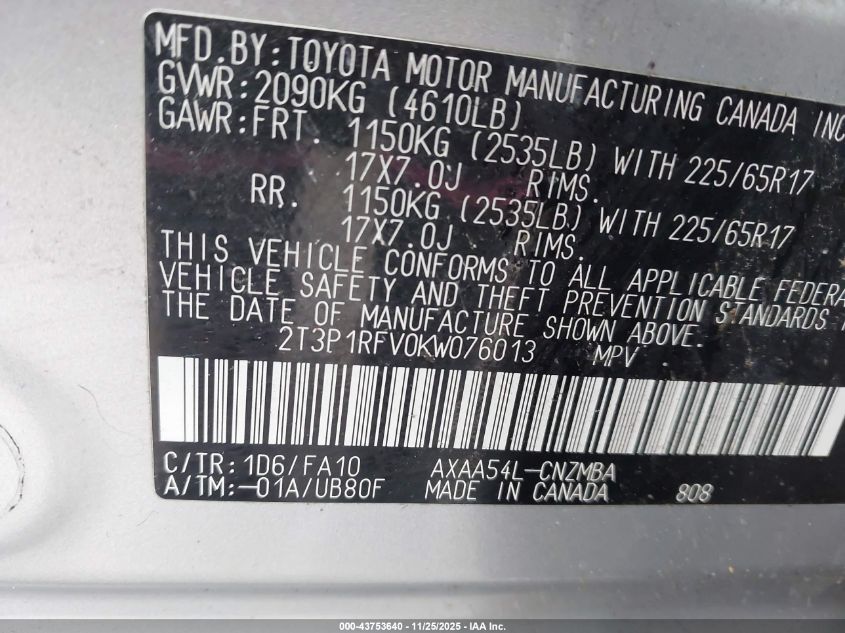 MFD. BY: TOYOTA MOTOR MANUFACTURING CANADA INC
GVWR: 2090KG (4610LB)
GAWR: FRT. 1150KG (2535LB) WITH 225/65R17
17X7.0J RIMS.
RR. 1150KG (2535LB) WITH 225/65R17
17X7.0J RIMS.
THIS VEHICLE CONFORMS TO ALL APPLICABLE FEDERA
VEHICLE SAFETY AND THEFT PREVENTION STANDARDS
THE DATE OF MANUFACTURE SHOWN ABOVE.
2T3P1RFV0KW076013 MPV
C/TR: 1D6/FA10 AXAA54L-CNZMBA
A/TM: -01A/UB80F MADE IN CANADA 808
000-43753640 - 11/25/2025 - IAA Inc.